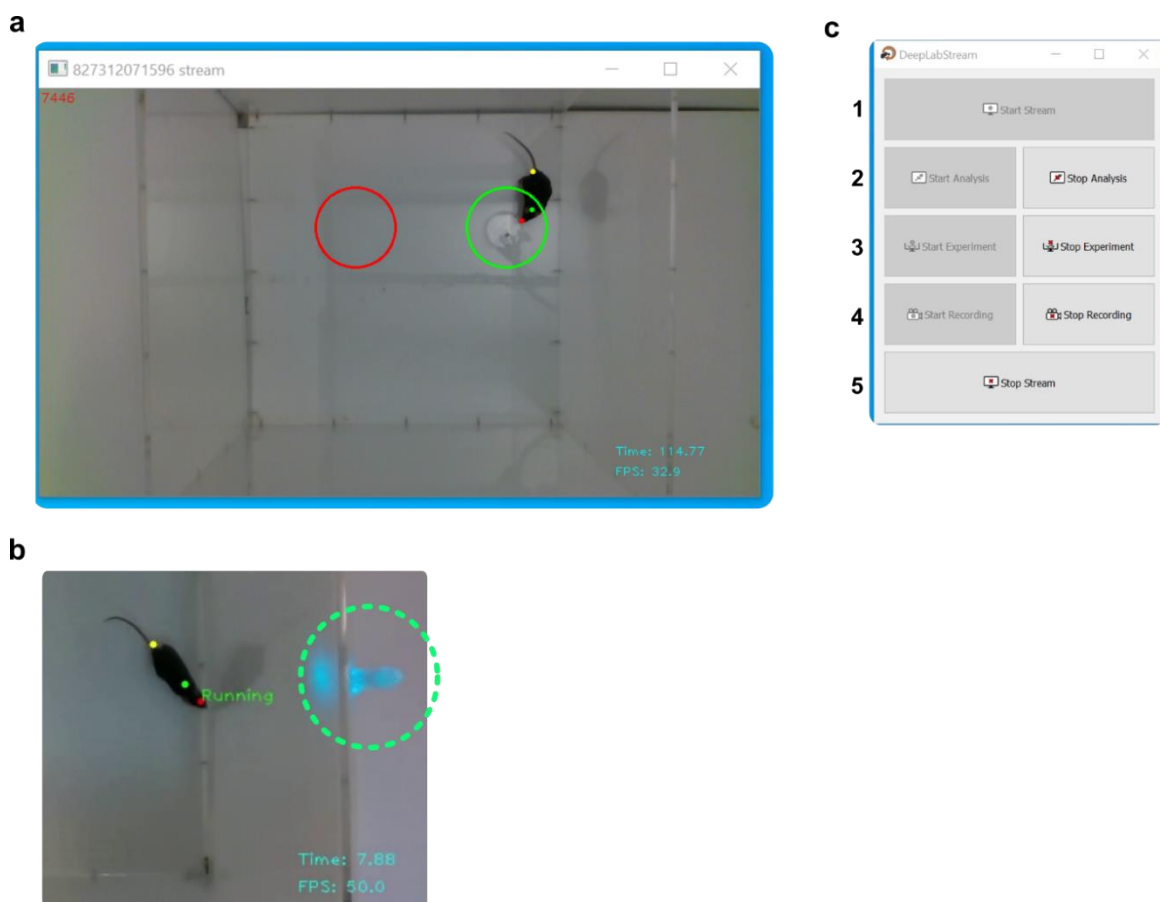 a
827312071596 stream
7446
Time: 114.77
FPS: 32.9
b
Running
Time: 7.88
FPS: 50.0
c
DeepLabStream
1
Start Stream
2
Start Analysis
Stop Analysis
3
Start Experiment
Stop Experiment
4
Start Recording
Stop Recording
5
Stop Stream